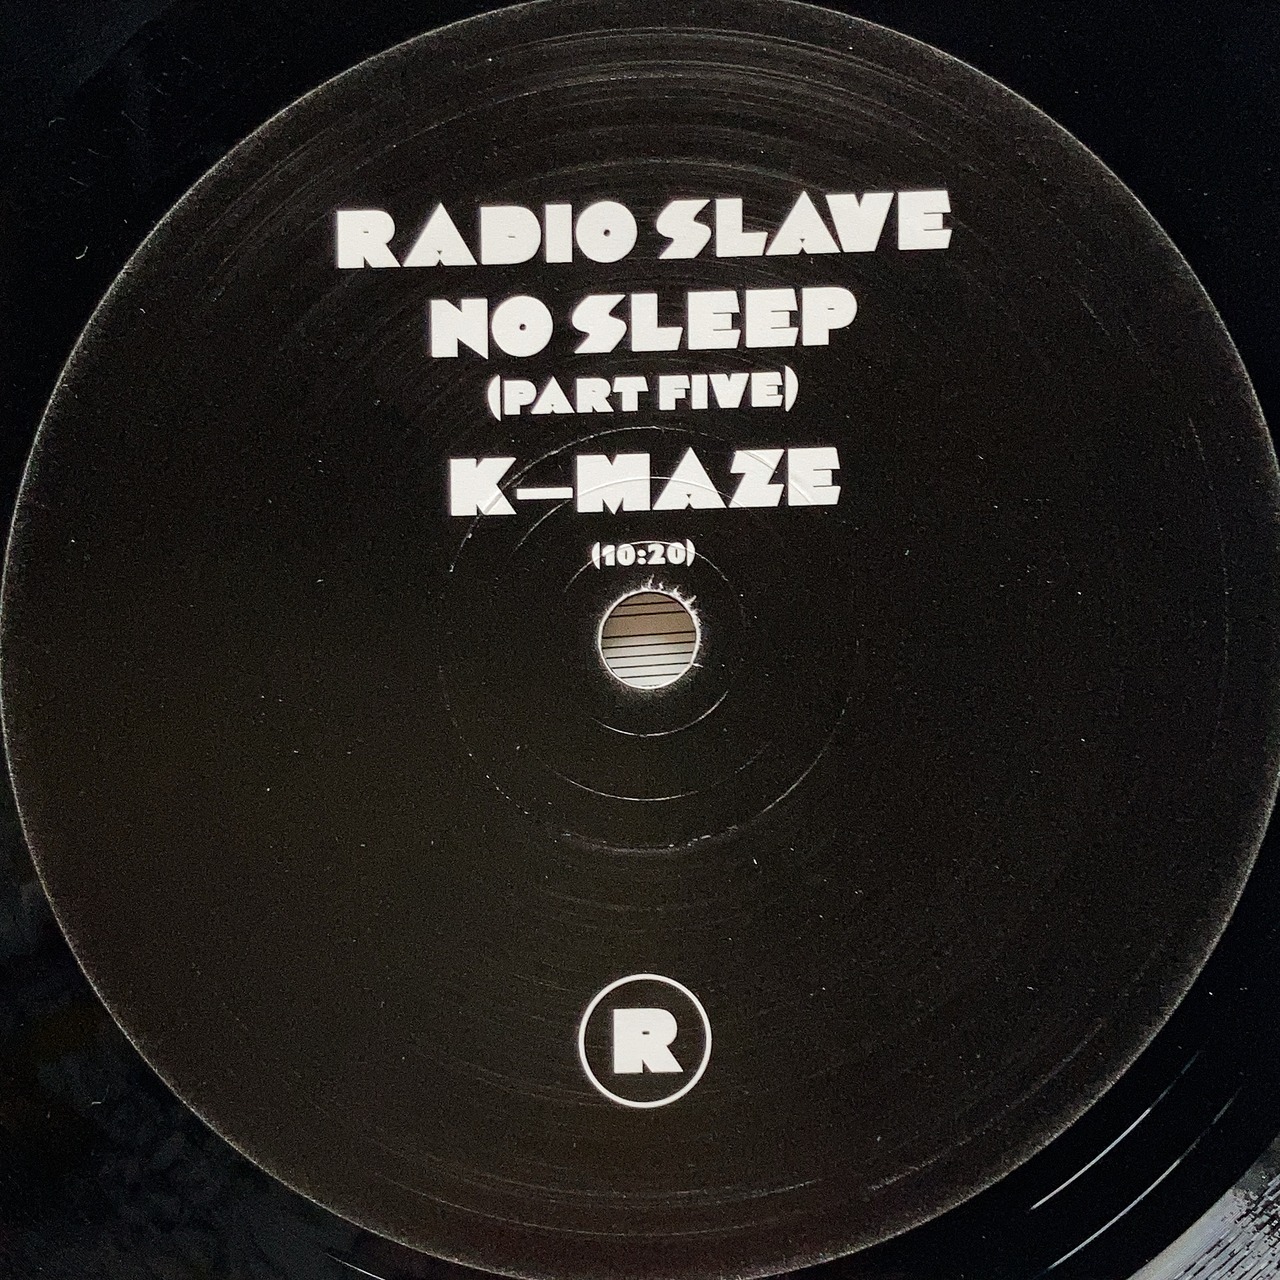 RADIO SLAVE
NO SLEEP
(PART FIVE)
K–MAZE
(10:20)
R